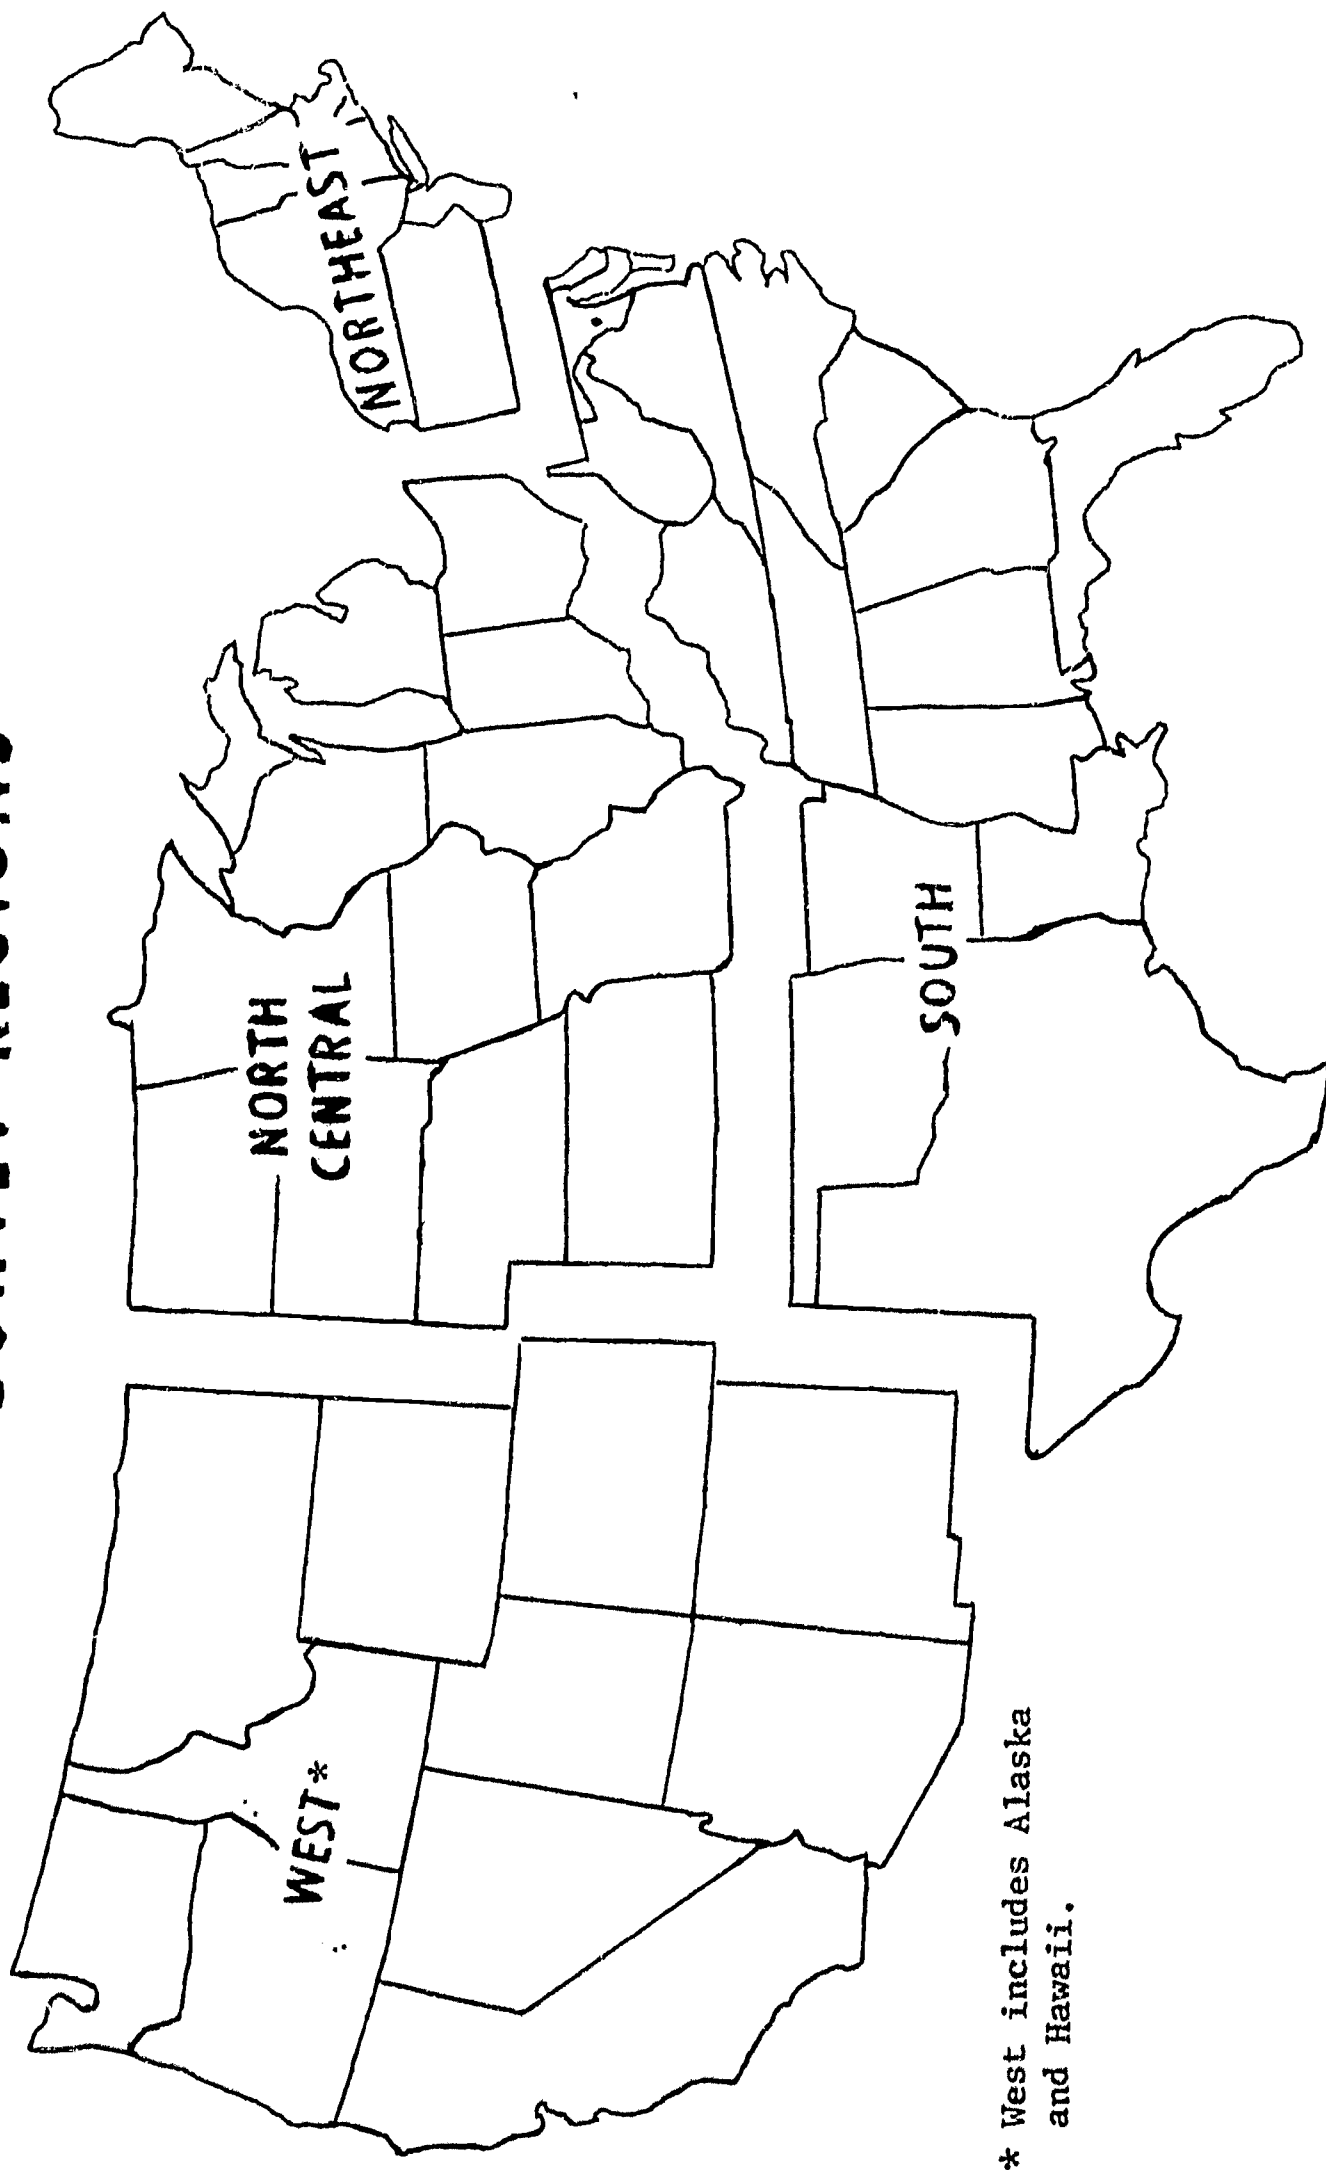 NORTHEAST
NORTH
CENTRAL
WEST*
SOUTH
* West includes Alaska
and Hawaii.